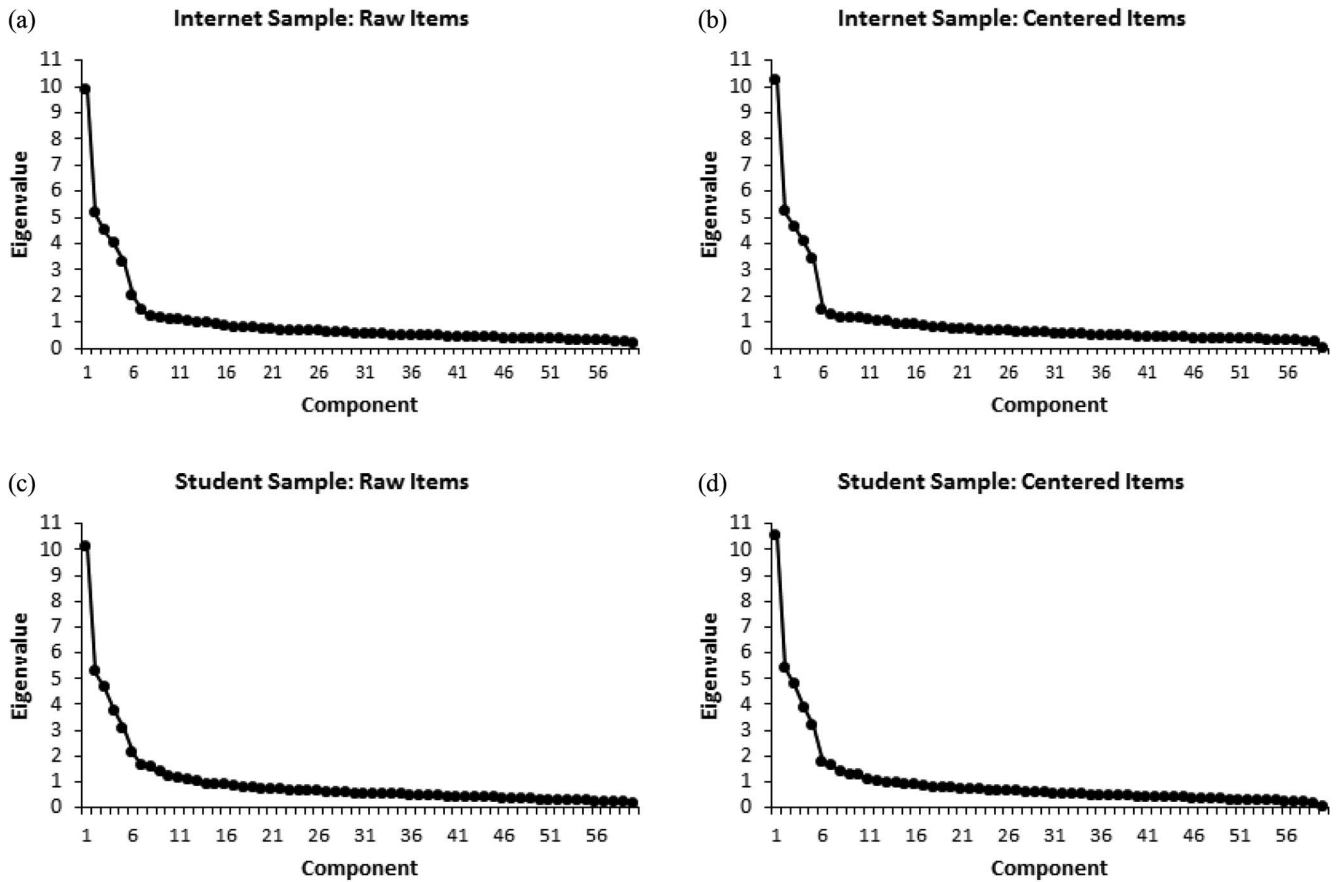 (a)
Internet Sample: Raw Items
11
10
9
8
7
6
5
4
3
2
1
0
Eigenvalue
1 6 11 16 21 26 31 36 41 46 51 56
Component
(b)
Internet Sample: Centered Items
11
10
9
8
7
6
5
4
3
2
1
0
Eigenvalue
1 6 11 16 21 26 31 36 41 46 51 56
Component
(c)
Student Sample: Raw Items
11
10
9
8
7
6
5
4
3
2
1
0
Eigenvalue
1 6 11 16 21 26 31 36 41 46 51 56
Component
(d)
Student Sample: Centered Items
11
10
9
8
7
6
5
4
3
2
1
0
Eigenvalue
1 6 11 16 21 26 31 36 41 46 51 56
Component